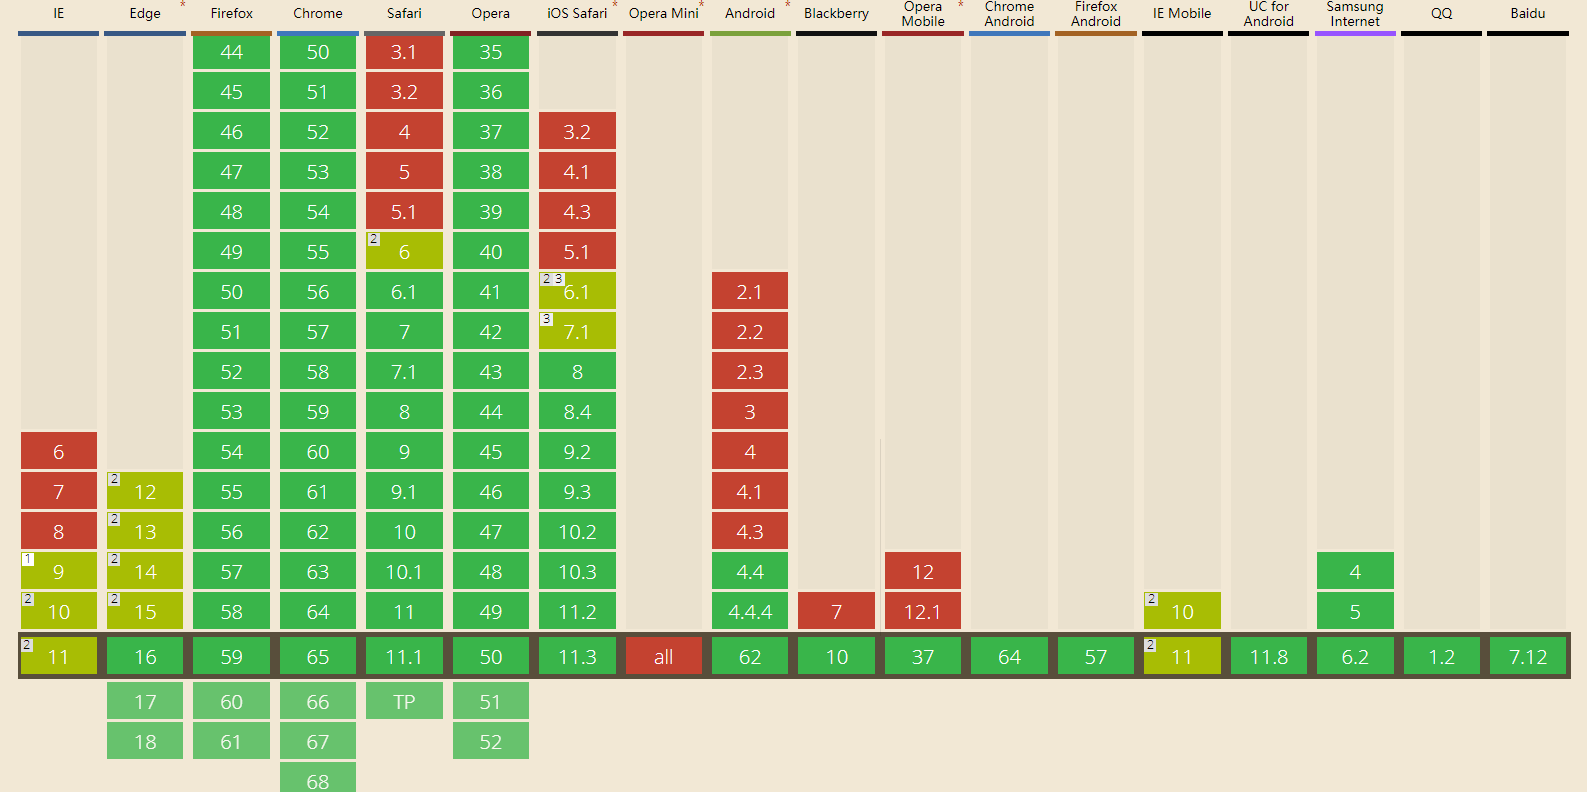 IE Edge * Firefox Chrome Safari Opera iOS Safari * Opera Mini * Android * Blackberry Opera Mobile * Chrome Android Firefox Android IE Mobile UC for Android Samsung Internet QQ Baidu
44 50 3.1 35
45 51 3.2 36
46 52 4 37 3.2
47 53 5 38 4.1
48 54 5.1 39 4.3
49 55 2 6 40 5.1
50 56 6.1 41 2 3 6.1 2.1
51 57 7 42 3 7.1 2.2
52 58 7.1 43 8 2.3
53 59 8 44 8.4 3
6 54 60 9 45 9.2 4
7 2 12 55 61 9.1 46 9.3 4.1
8 2 13 56 62 10 47 10.2 4.3
1 9 2 14 57 63 10.1 48 10.3 4.4 12 4
2 10 2 15 58 64 11 49 11.2 4.4.4 7 12.1 2 10 5
2 11 16 59 65 11.1 50 11.3 all 62 10 37 64 57 2 11 11.8 6.2 1.2 7.12
17 60 66 TP 51
18 61 67 52
68